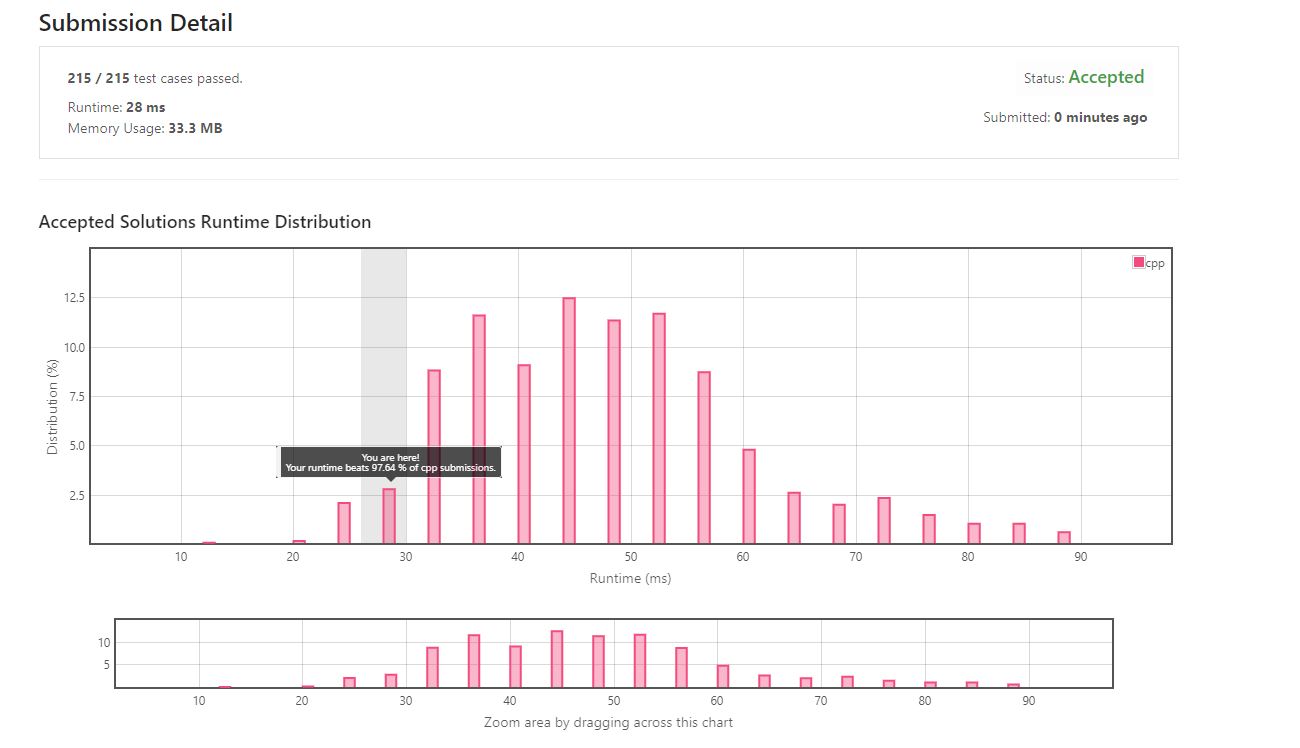 Submission Detail
215 / 215 test cases passed.
Status: Accepted
Runtime: 28 ms
Memory Usage: 33.3 MB
Submitted: 0 minutes ago
Accepted Solutions Runtime Distribution
cpp
12.5
10.0
7.5
5.0
2.5
Distribution (%)
You are here!
Your runtime beats 97.64 % of cpp submissions.
10 20 30 40 50 60 70 80 90
Runtime (ms)
10
5
10 20 30 40 50 60 70 80 90
Zoom area by dragging across this chart